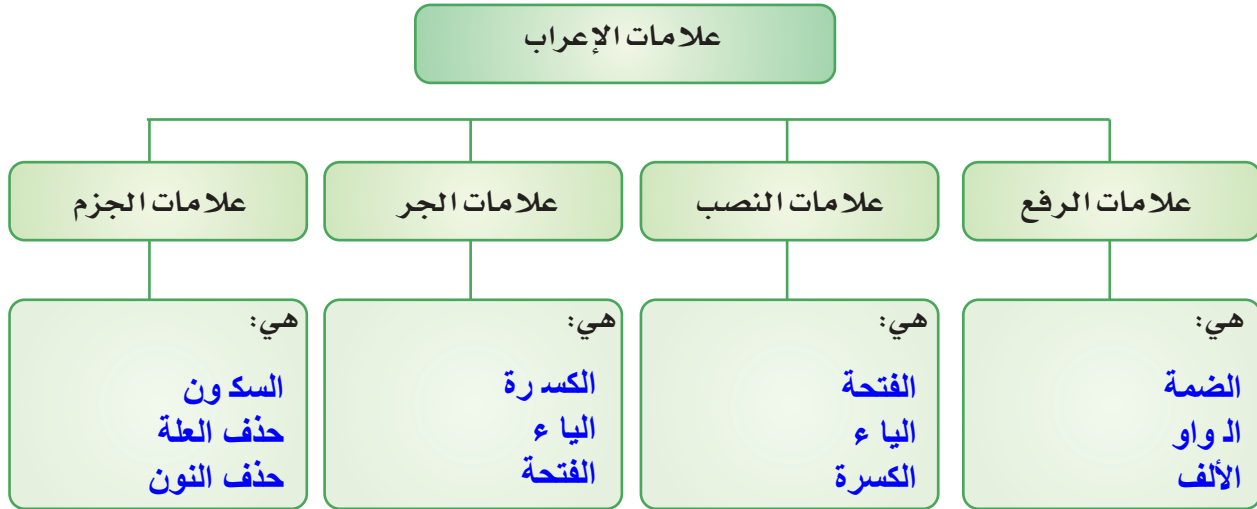 علامات الإعراب
علامات الرفع
علامات النصب
علامات الجر
علامات الجزم
هي:
الضمة
الواو
الألف
هي:
الفتحة
الياء
الكسرة
هي:
الكسرة
الياء
الفتحة
هي:
السكون
حذف العلة
حذف النون